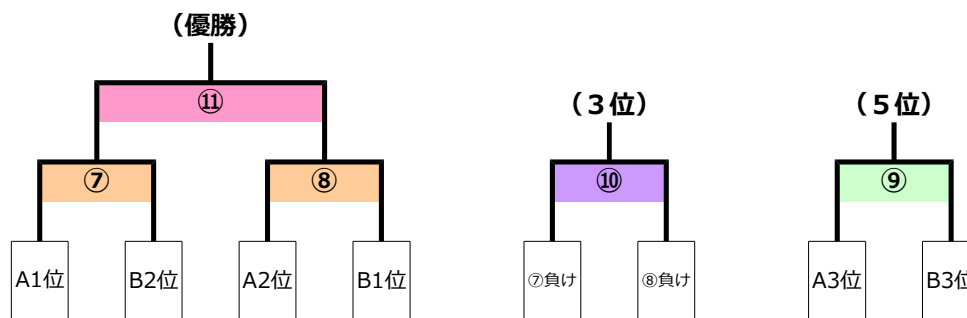 （優勝）
⑪
（３位）
（５位）
⑦
⑧
⑩
⑨
A1位
B2位
A2位
B1位
⑦負け
⑧負け
A3位
B3位